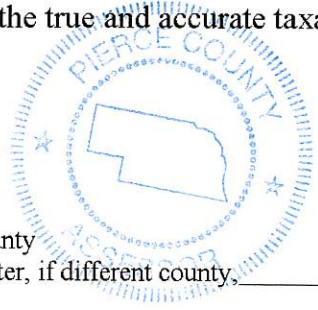 the true and accurate taxa
PIERCE COUNTY
nty
ASSESSOR
ter, if different county,